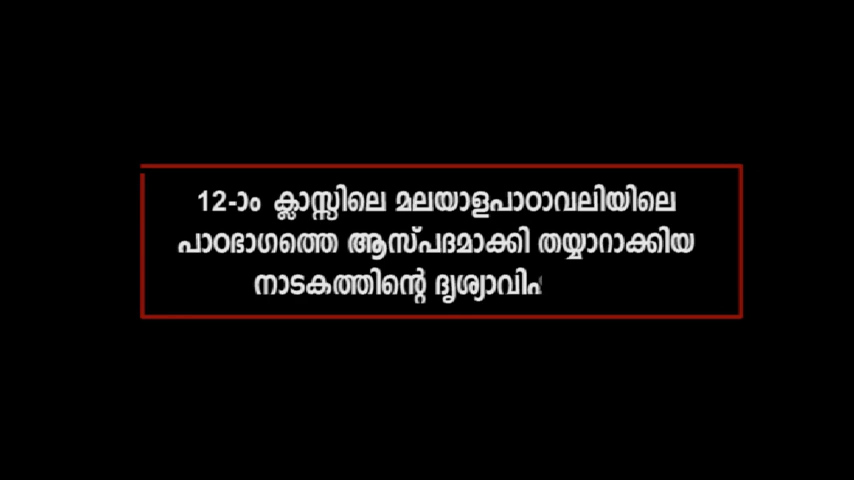 12-ാം ക്ലാസ്സിലെ മലയാളപാഠാവലിയിലെ
പാഠഭാഗത്തെ ആസ്പദമാക്കി തയ്യാറാക്കിയ
നാടകത്തിന്റെ